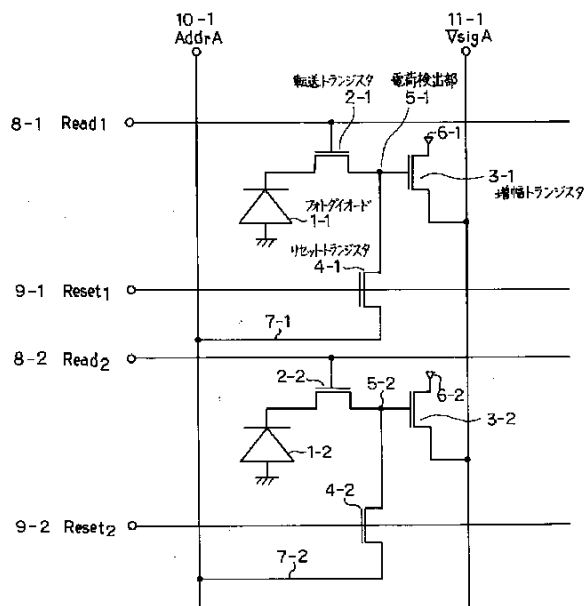 10-1
AddrA
11-1
VsigA
転送トランジスタ
2-1
電荷検出部
5-1
8-1 Read1
6-1
3-1
増幅トランジスタ
フォトダイオード
1-1
リセットトランジスタ
4-1
9-1 Reset1
7-1
8-2 Read2
2-2
5-2
6-2
3-2
1-2
4-2
9-2 Reset2
7-2